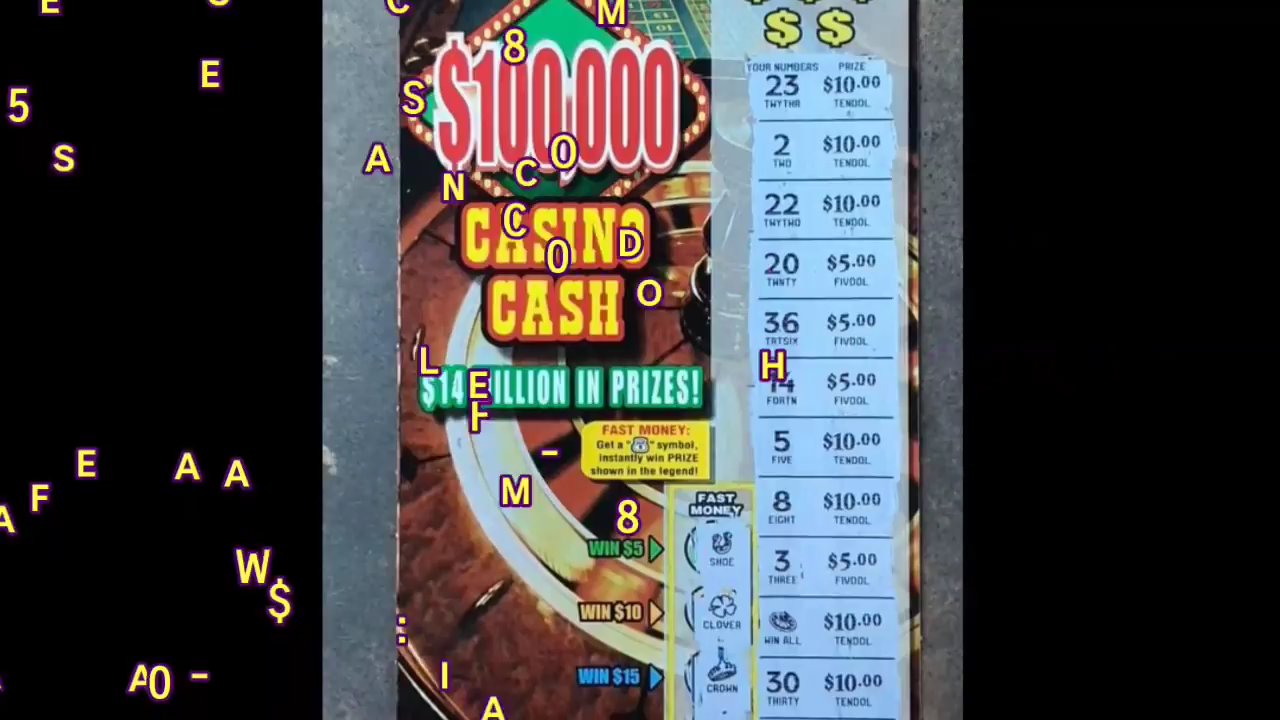 $100,000
CASINO
CASH
$14 MILLION IN PRIZES!
FAST MONEY:
Get a " " symbol,
instantly win PRIZE
shown in the legend!
FAST
MONEY
WIN $5
SHOE
WIN $10
CLOVER
WIN $15
CROWN
$ $
YOUR NUMBERS PRIZE
23 $10.00
TWYTHR TENDOL
2 $10.00
TWO TENDOL
22 $10.00
TWYTWO TENDOL
20 $5.00
TWNTY FIVDOL
36 $5.00
TRTSIX FIVDOL
14 $5.00
FORTN FIVDOL
5 $10.00
FIVE TENDOL
8 $10.00
EIGHT TENDOL
3 $5.00
THREE FIVDOL
$10.00
WIN ALL TENDOL
30 $10.00
THIRTY TENDOL
E
C
M
8
E
5
S
S
A
O
N
C
C
D
O
O
L
H
E
F
-
E
A
A
F
A
M
8
W
$
:
I
A
O
-
A